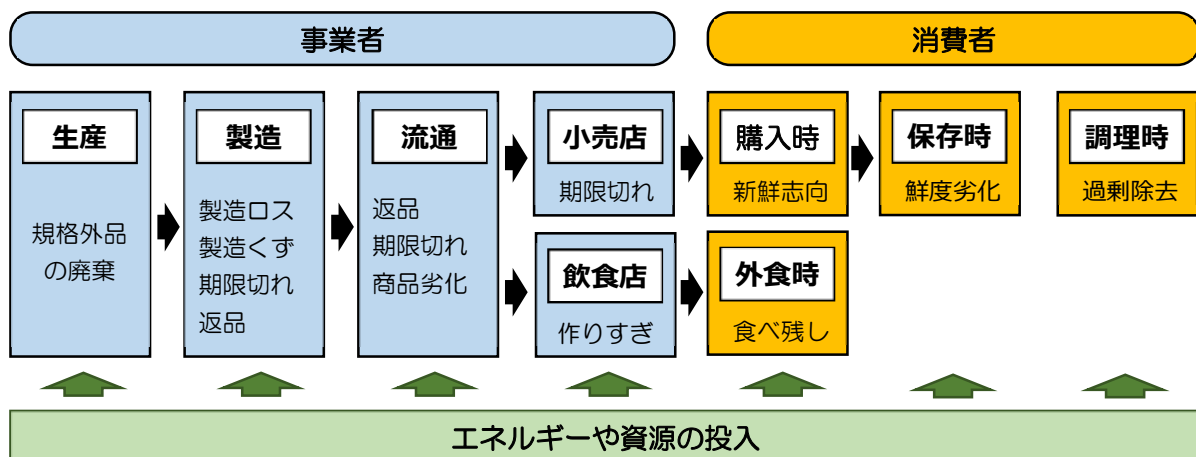 事業者
消費者
生産
規格外品
の廃棄
製造
製造ロス
製造くず
期限切れ
返品
流通
返品
期限切れ
商品劣化
小売店
期限切れ
飲食店
作りすぎ
購入時
新鮮志向
外食時
食べ残し
保存時
鮮度劣化
調理時
過剰除去
エネルギーや資源の投入